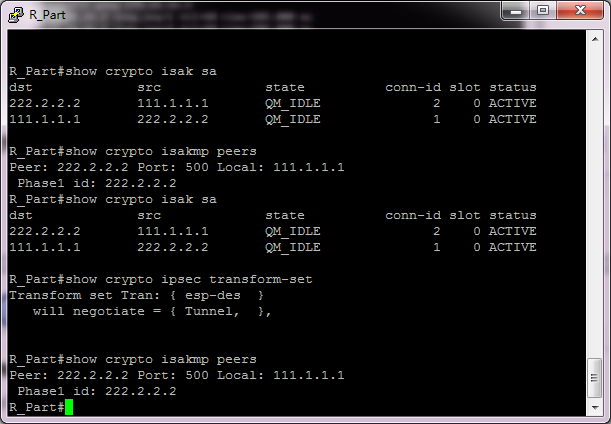 R_Part
R_Part#show crypto isak sa
dst             src             state          conn-id slot status
222.2.2.2       111.1.1.1       QM_IDLE              2    0 ACTIVE
111.1.1.1       222.2.2.2       QM_IDLE              1    0 ACTIVE
R_Part#show crypto isakmp peers
Peer: 222.2.2.2 Port: 500 Local: 111.1.1.1
 Phase1 id: 222.2.2.2
R_Part#show crypto isak sa
dst             src             state          conn-id slot status
222.2.2.2       111.1.1.1       QM_IDLE              2    0 ACTIVE
111.1.1.1       222.2.2.2       QM_IDLE              1    0 ACTIVE
R_Part#show crypto ipsec transform-set
Transform set Tran: { esp-des  }
   will negotiate = { Tunnel,  },
R_Part#show crypto isakmp peers
Peer: 222.2.2.2 Port: 500 Local: 111.1.1.1
 Phase1 id: 222.2.2.2
R_Part#